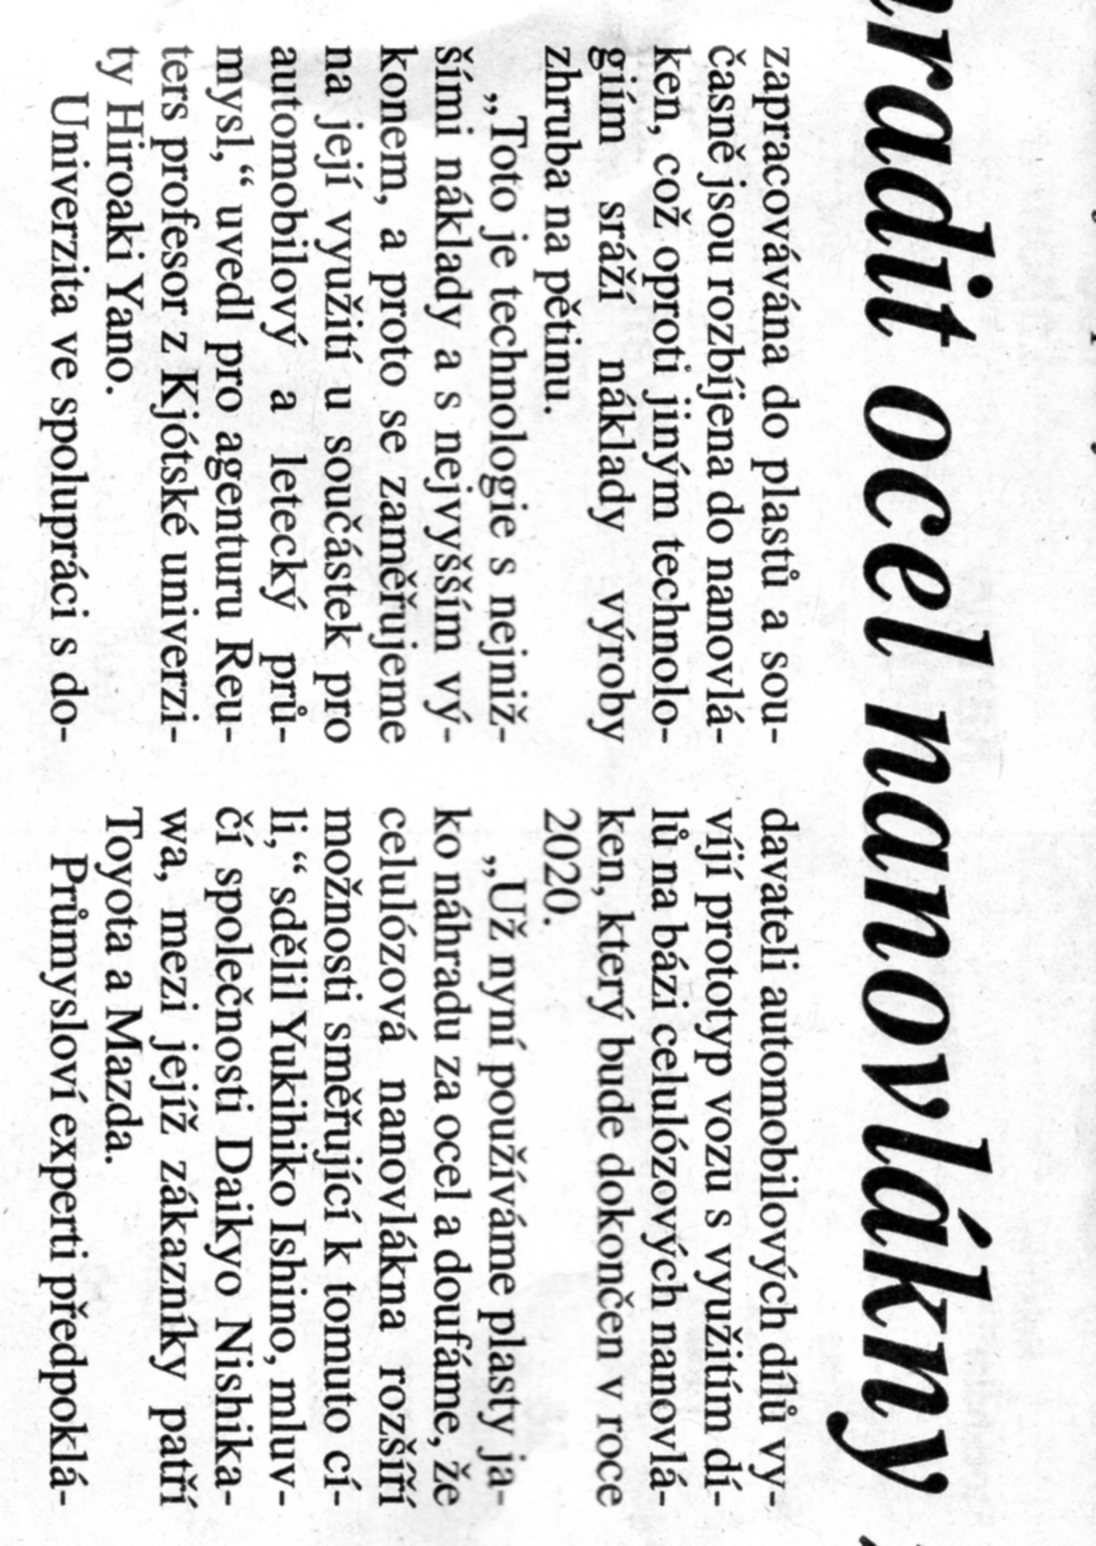 radit ocel nanovlákny
zapracovávána do plastů a sou-
časně jsou rozbíjena do nanovlá-
ken, což oproti jiným technolo-
giím sráží náklady výroby
zhruba na pětinu.
„Toto je technologie s nejniž-
šími náklady a s nejvyšším vý-
konem, a proto se zaměřujeme
na její využití u součástek pro
automobilový a letecký prů-
mysl,“ uvedl pro agenturu Reu-
ters profesor z Kjótské univerzi-
ty Hiroaki Yano.
Univerzita ve spolupráci s do-
davateli automobilových dílů vy-
víjí prototyp vozu s využitím dí-
lů na bázi celulózových nanovlá-
ken, který bude dokončen v roce
2020.
„Už nyní používáme plasty ja-
ko náhradu za ocel a doufáme, že
celulózová nanovlákna rozšíří
možnosti směřující k tomuto cí-
li,“ sdělil Yukihiko Ishino, mluv-
čí společnosti Daikyo Nishika-
wa, mezi jejíž zákazníky patří
Toyota a Mazda.
Průmysloví experti předpoklá-